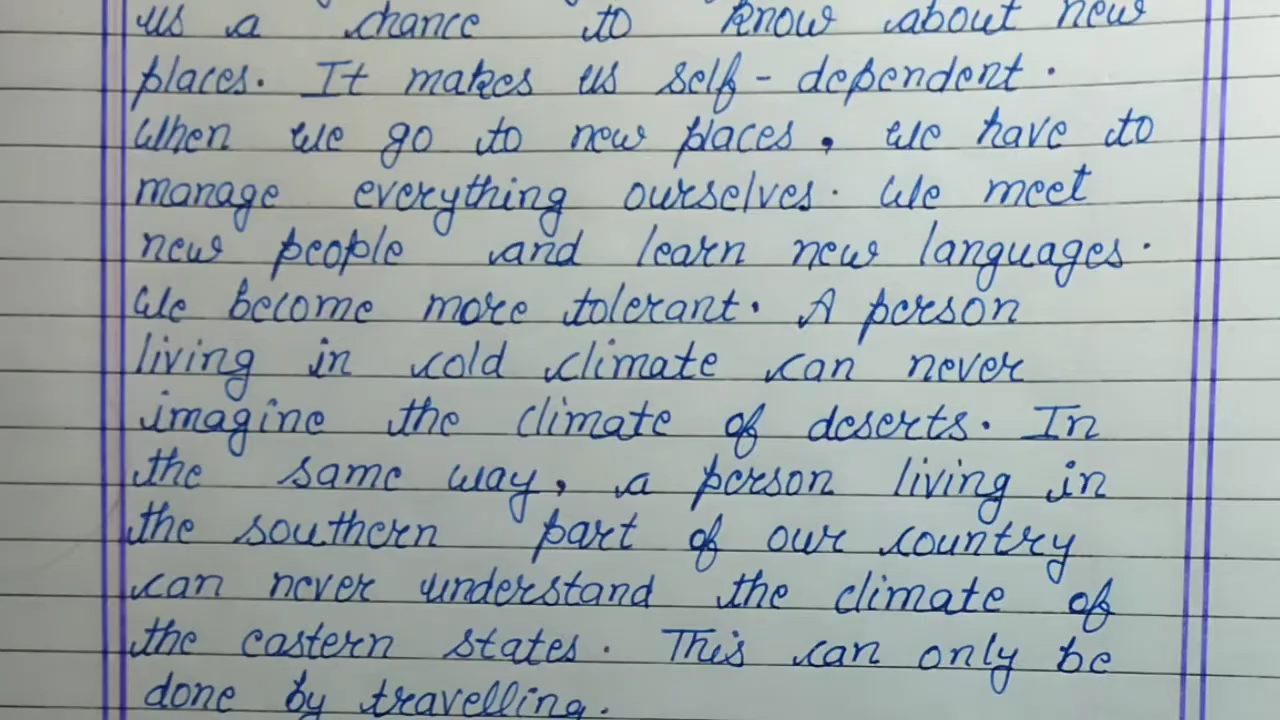 us a chance to know about new
places. It makes us self-dependent.
When we go to new places, we have to
manage everything ourselves. We meet
new people and learn new languages.
We become more tolerant. A person
living in cold climate can never
imagine the climate of deserts. In
the same way, a person living in
the southern part of our country
can never understand the climate of
the eastern states. This can only be
done by travelling.